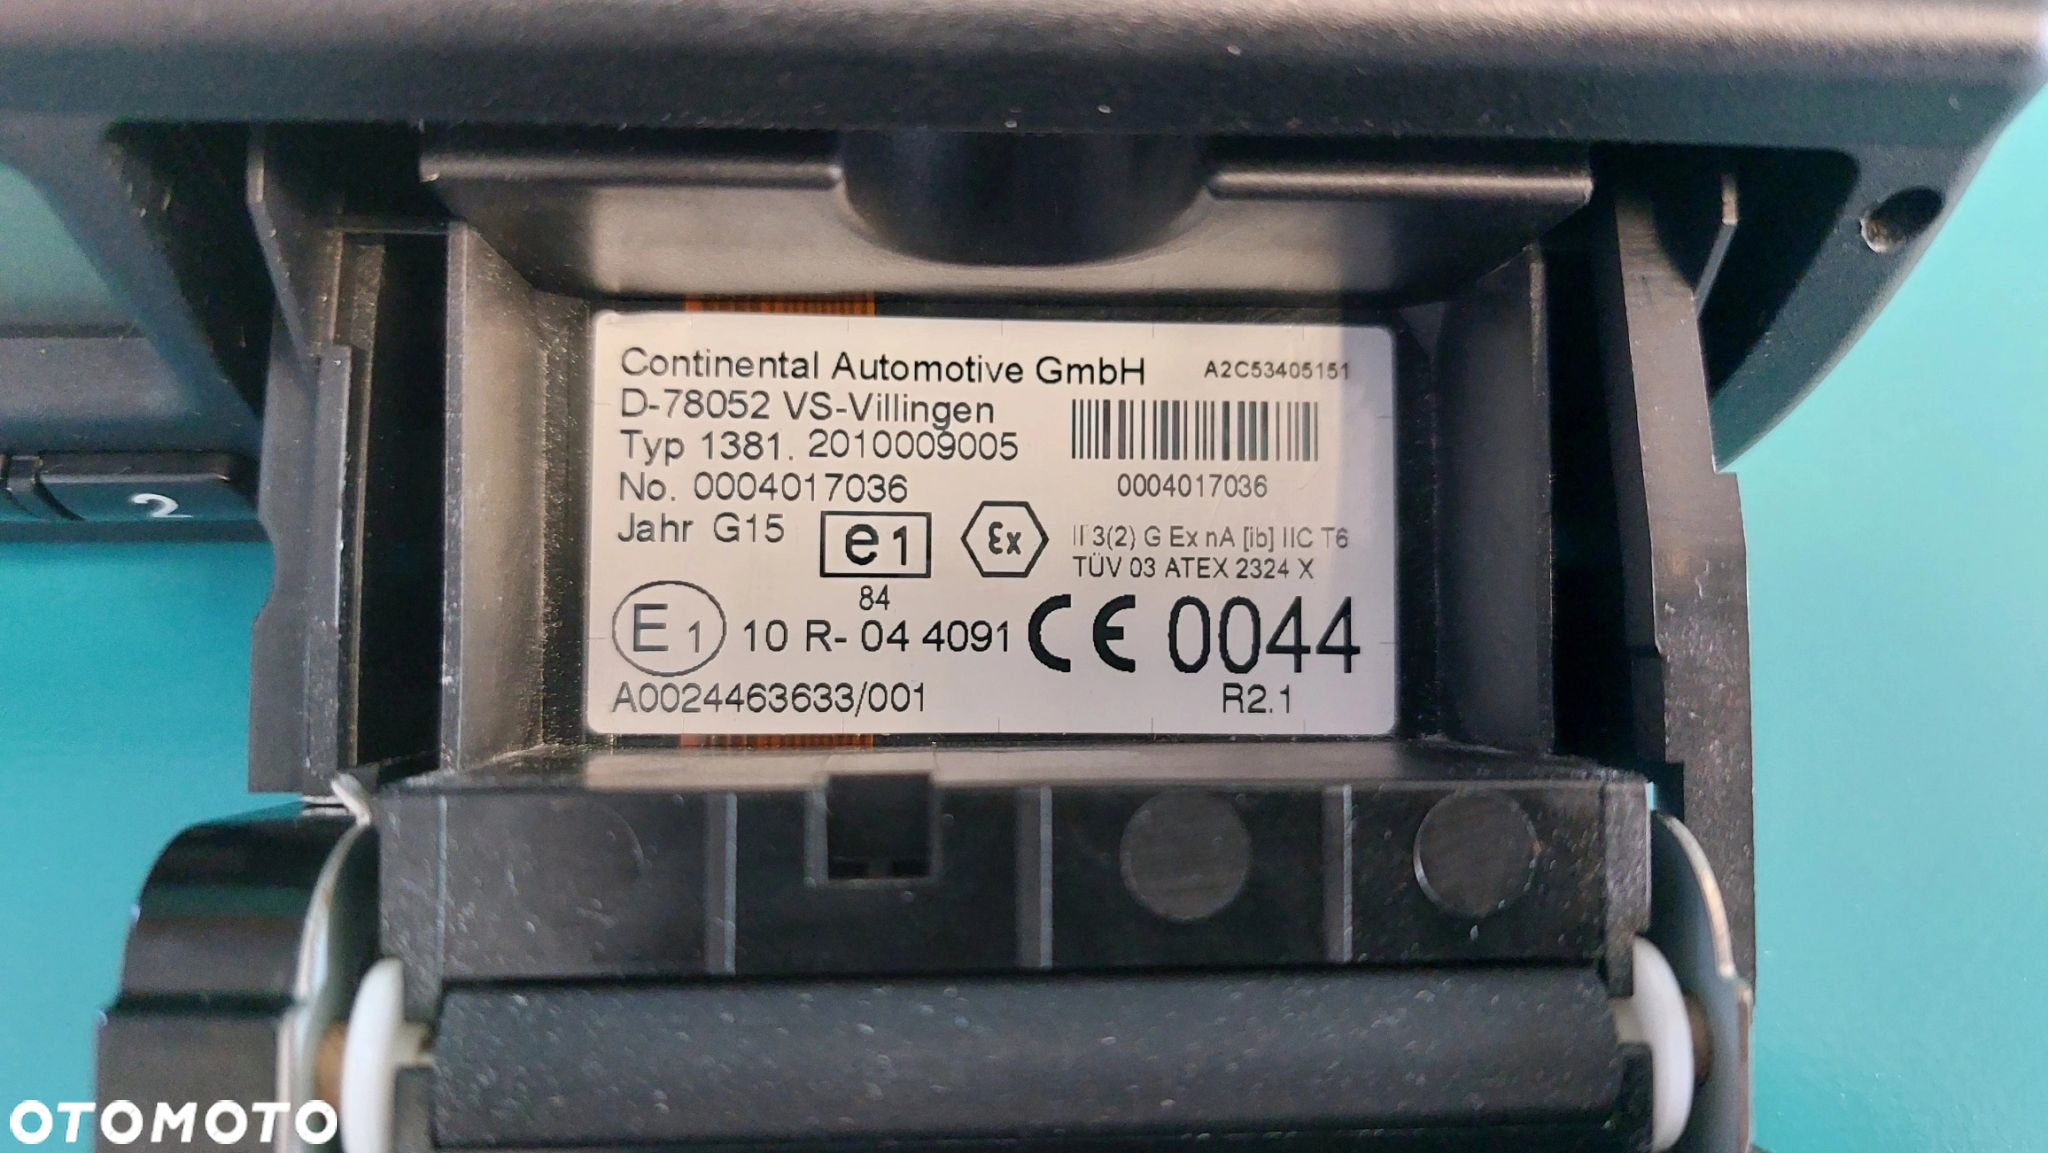 Continental Automotive GmbH A2C53405151
D-78052 VS-Villingen
Typ 1381. 2010009005
No. 0004017036 0004017036
Jahr G15 e1 Ex II 3(2) G Ex nA [ib] IIC T6
TÜV 03 ATEX 2324 X
84
E1 10 R- 04 4091 CE 0044
A0024463633/001 R2.1
2
OTOMOTO